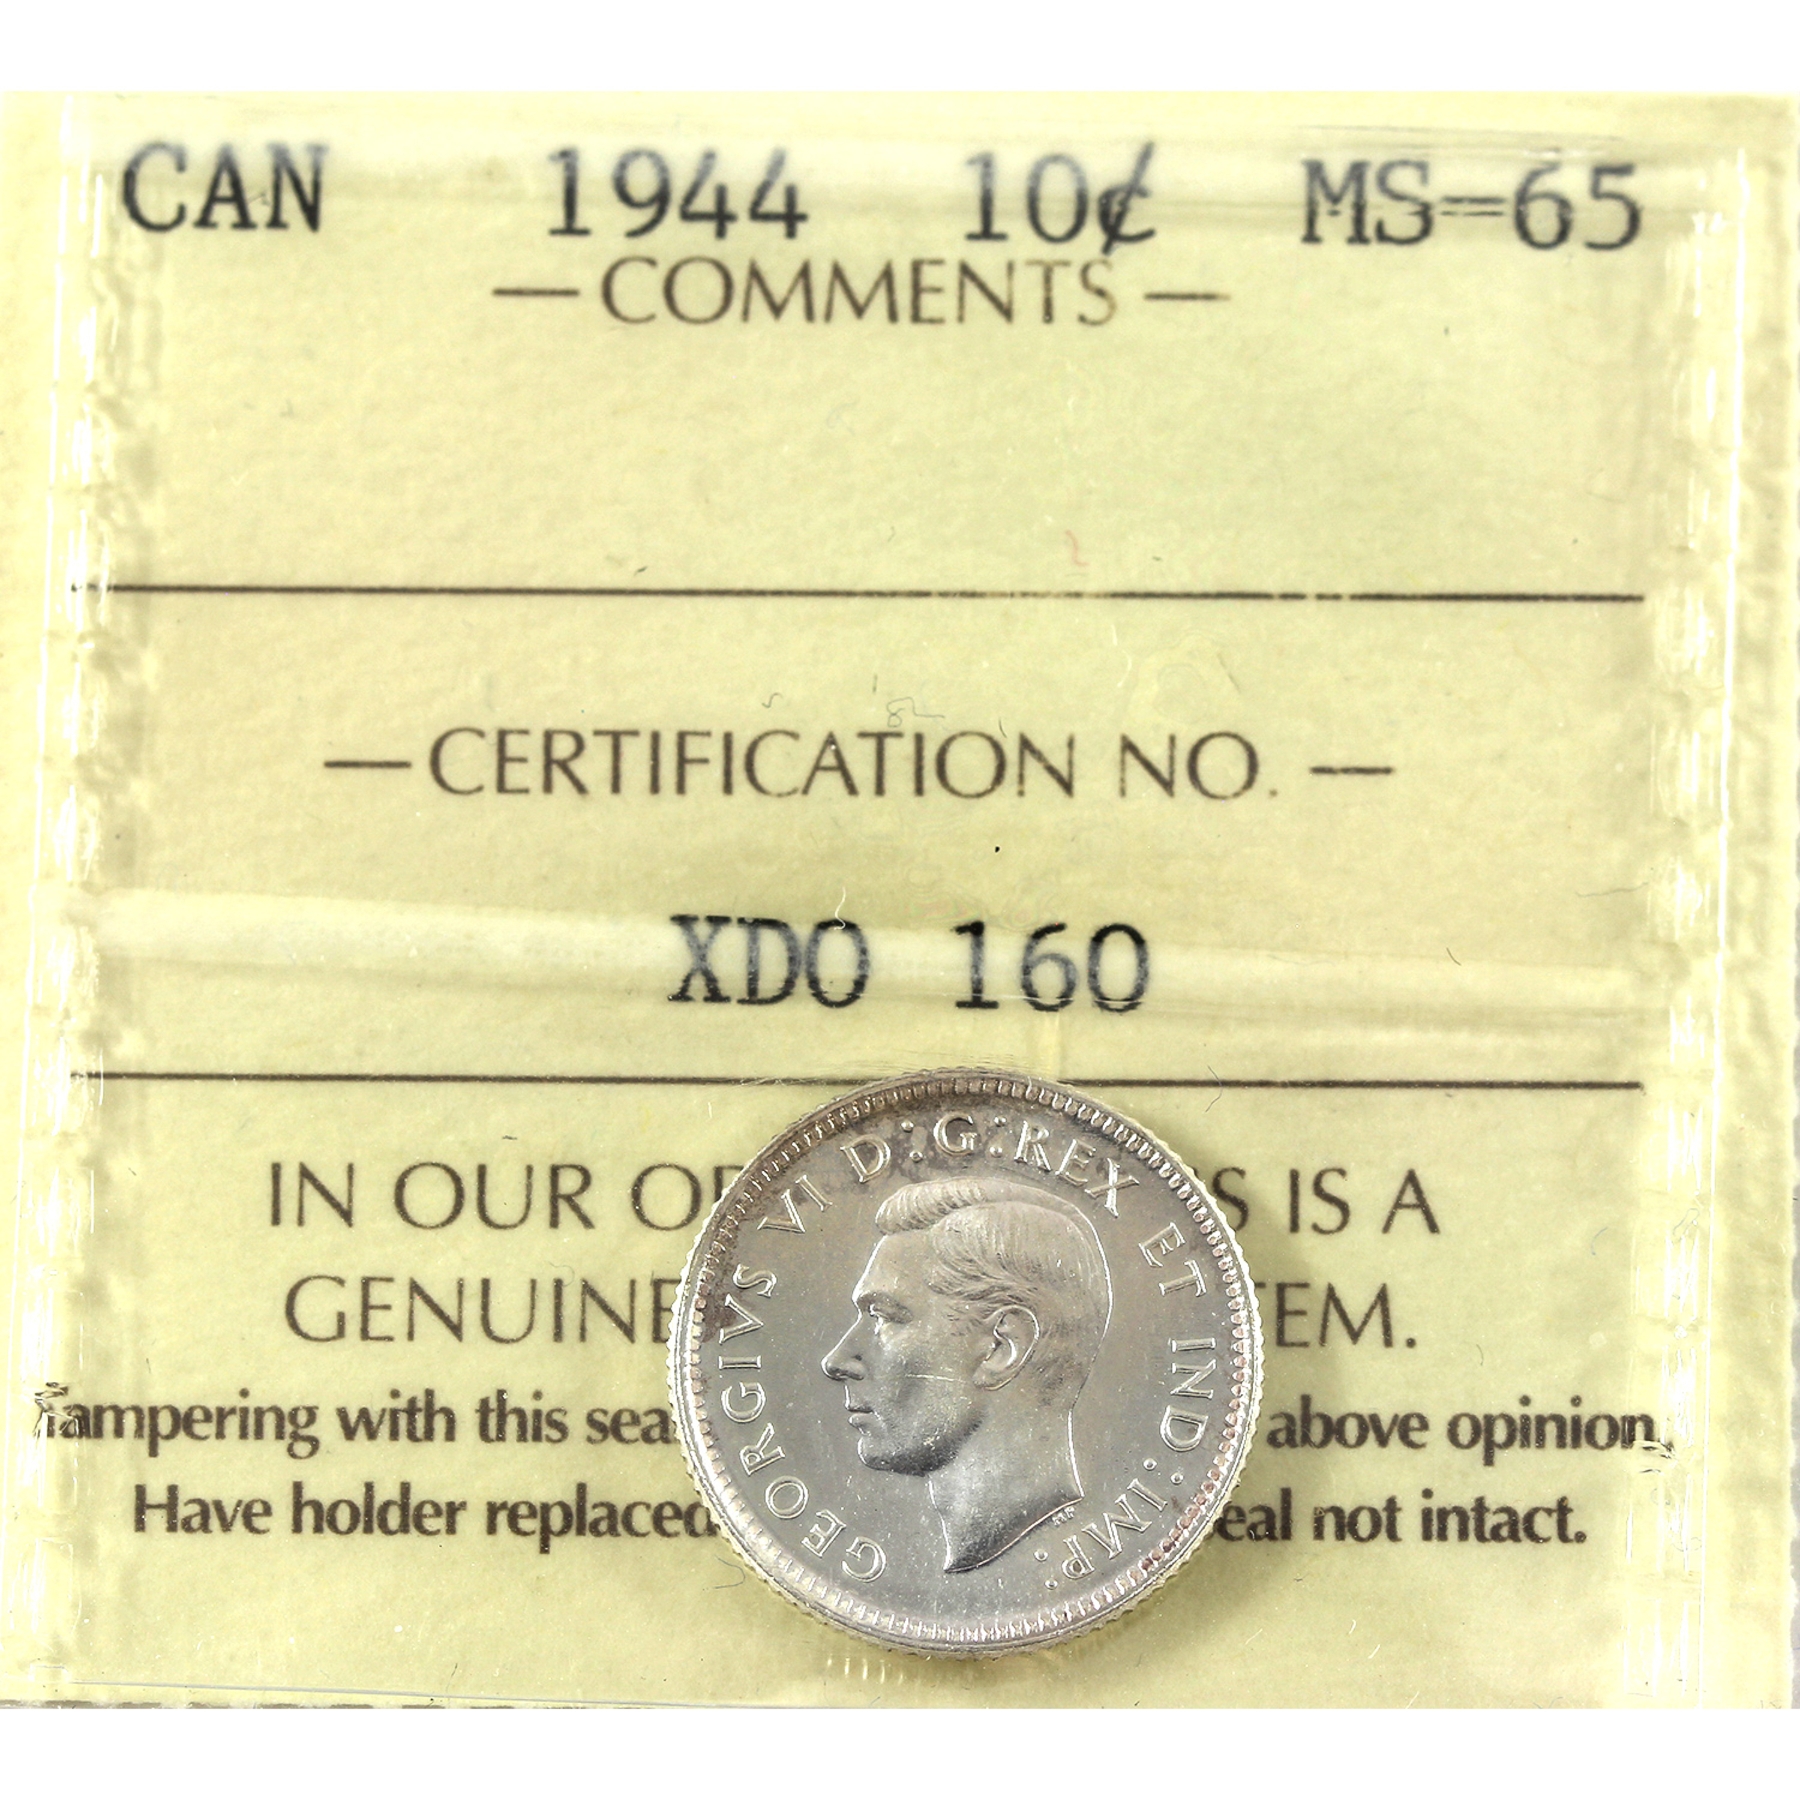 CAN 1944 10¢ MS-65
— COMMENTS —
— CERTIFICATION NO. —
XDO 160
IN OUR OP S IS A
GENUINE TEM.
Tampering with this sea above opinion.
Have holder replaced eal not intact.
GEORGIVS VI D:G:REX ET IND:IMP: